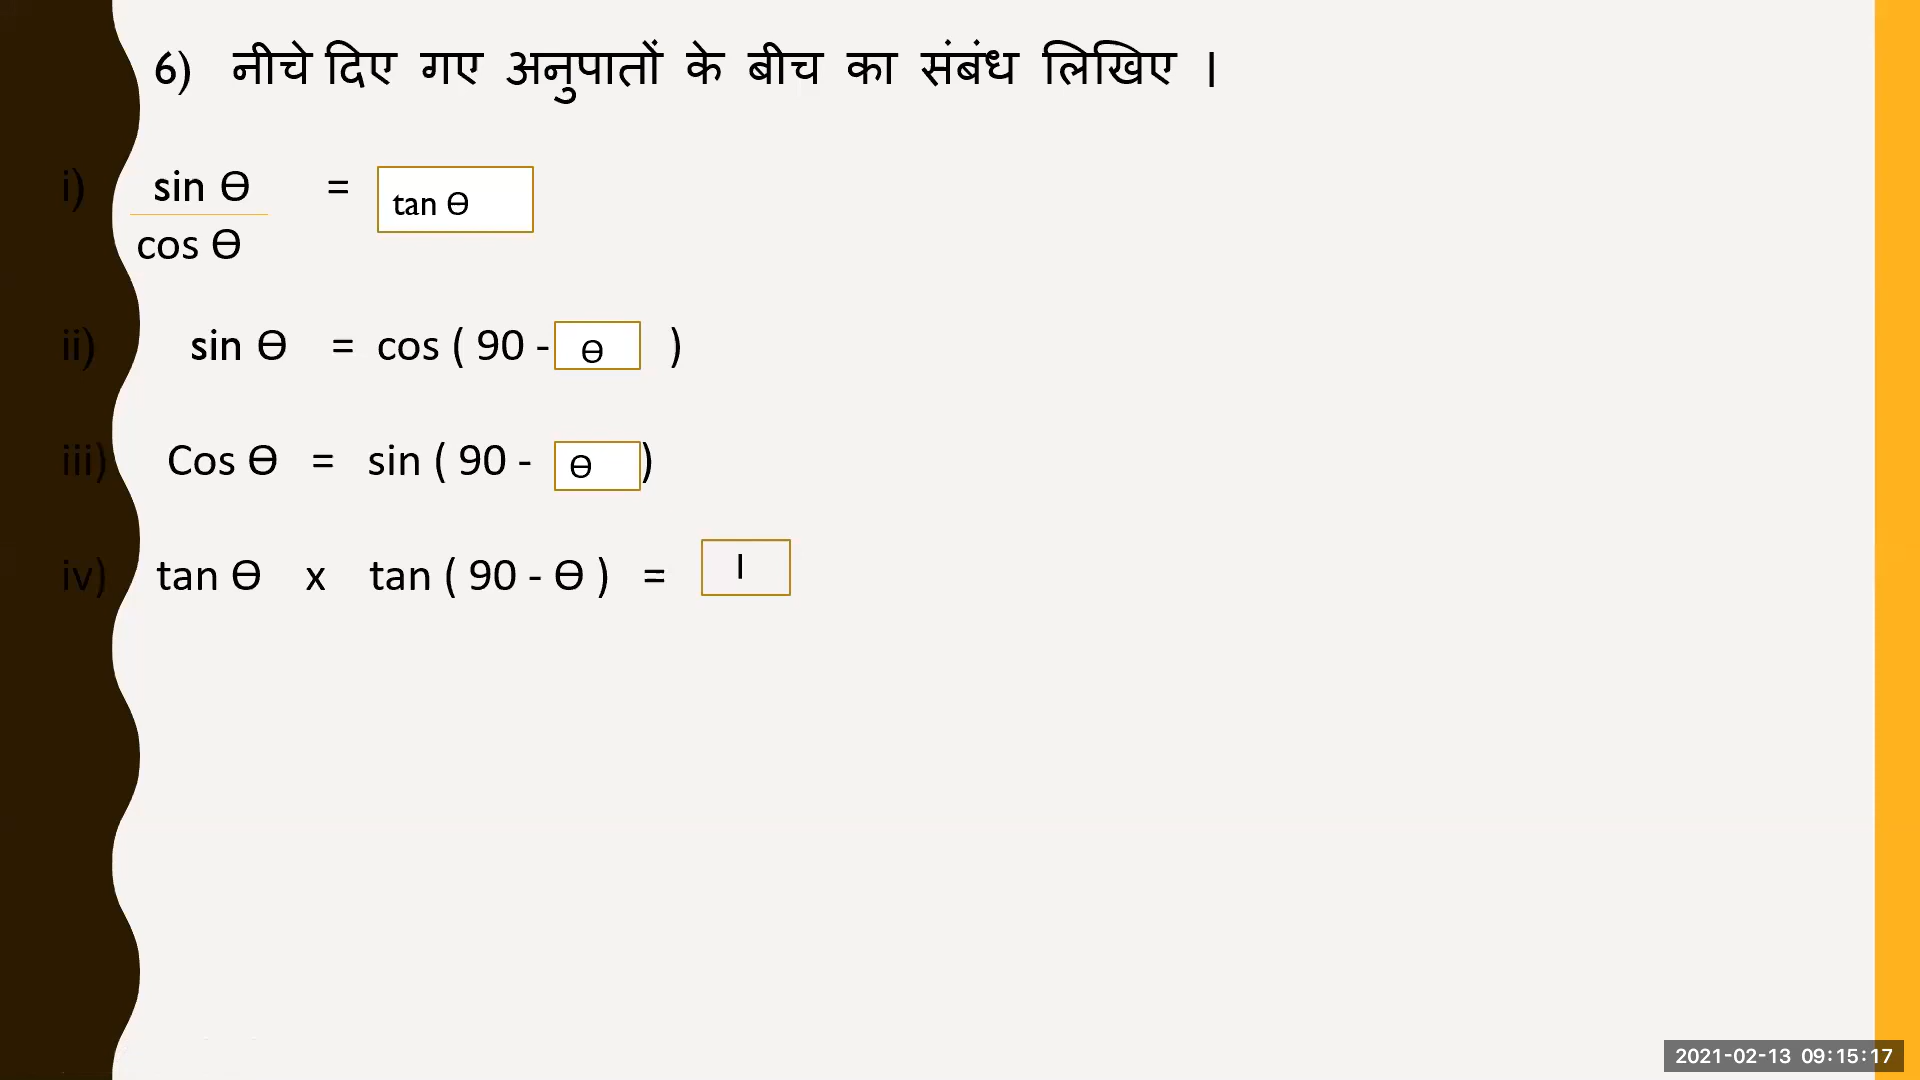 6) नीचे दिए गए अनुपातों के बीच का संबंध लिखिए ।
i) sin ϴ = tan ϴ
cos ϴ
ii) sin ϴ = cos ( 90 - ϴ )
iii) Cos ϴ = sin ( 90 - ϴ )
iv) tan ϴ x tan ( 90 - ϴ ) = 1
2021-02-13 09:15:17